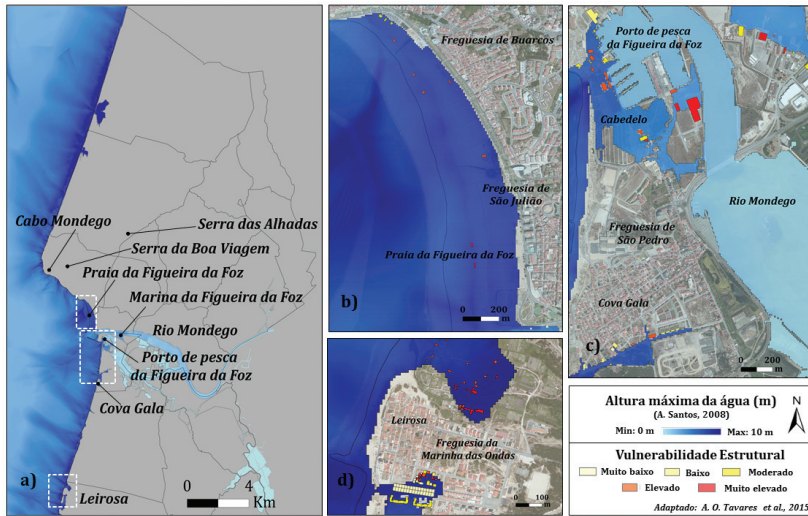 Cabo Mondego
Serra das Alhadas
Serra da Boa Viagem
Praia da Figueira da Foz
Marina da Figueira da Foz
Rio Mondego
Porto de pesca
da Figueira da Foz
Cova Gala
Leirosa
a)
0 4
Km
Freguesia de Buarcos
Freguesia de
São Julião
Praia da Figueira da Foz
b)
0 200
m
Porto de pesca
da Figueira da Foz
Cabedelo
Rio Mondego
Freguesia de
São Pedro
Cova Gala
c)
0 200
m
Leirosa
Freguesia da
Marinha das Ondas
d)
0 100
m
Altura máxima da água (m)
(A. Santos, 2008)
N
Min: 0 m Max: 10 m
Vulnerabilidade Estrutural
Muito baixo Baixo Moderado
Elevado Muito elevado
Adaptado: A. O. Tavares et al., 2015